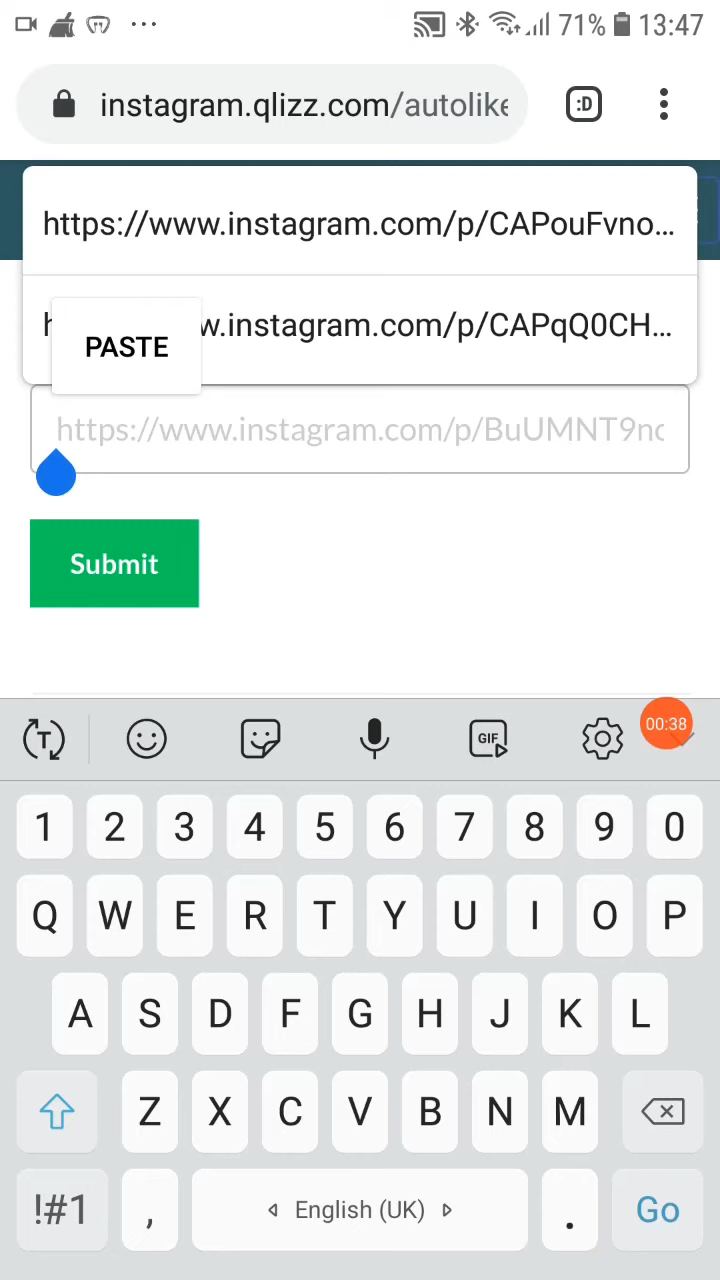 71% 13:47
instagram.qlizz.com/autolike
:D
https://www.instagram.com/p/CAPouFvno...
w.instagram.com/p/CAPqQ0CH...
PASTE
https://www.instagram.com/p/BuUMNT9nc
Submit
T
GIF
00:38
1 2 3 4 5 6 7 8 9 0
Q W E R T Y U I O P
A S D F G H J K L
Z X C V B N M
!#1 , English (UK) . Go